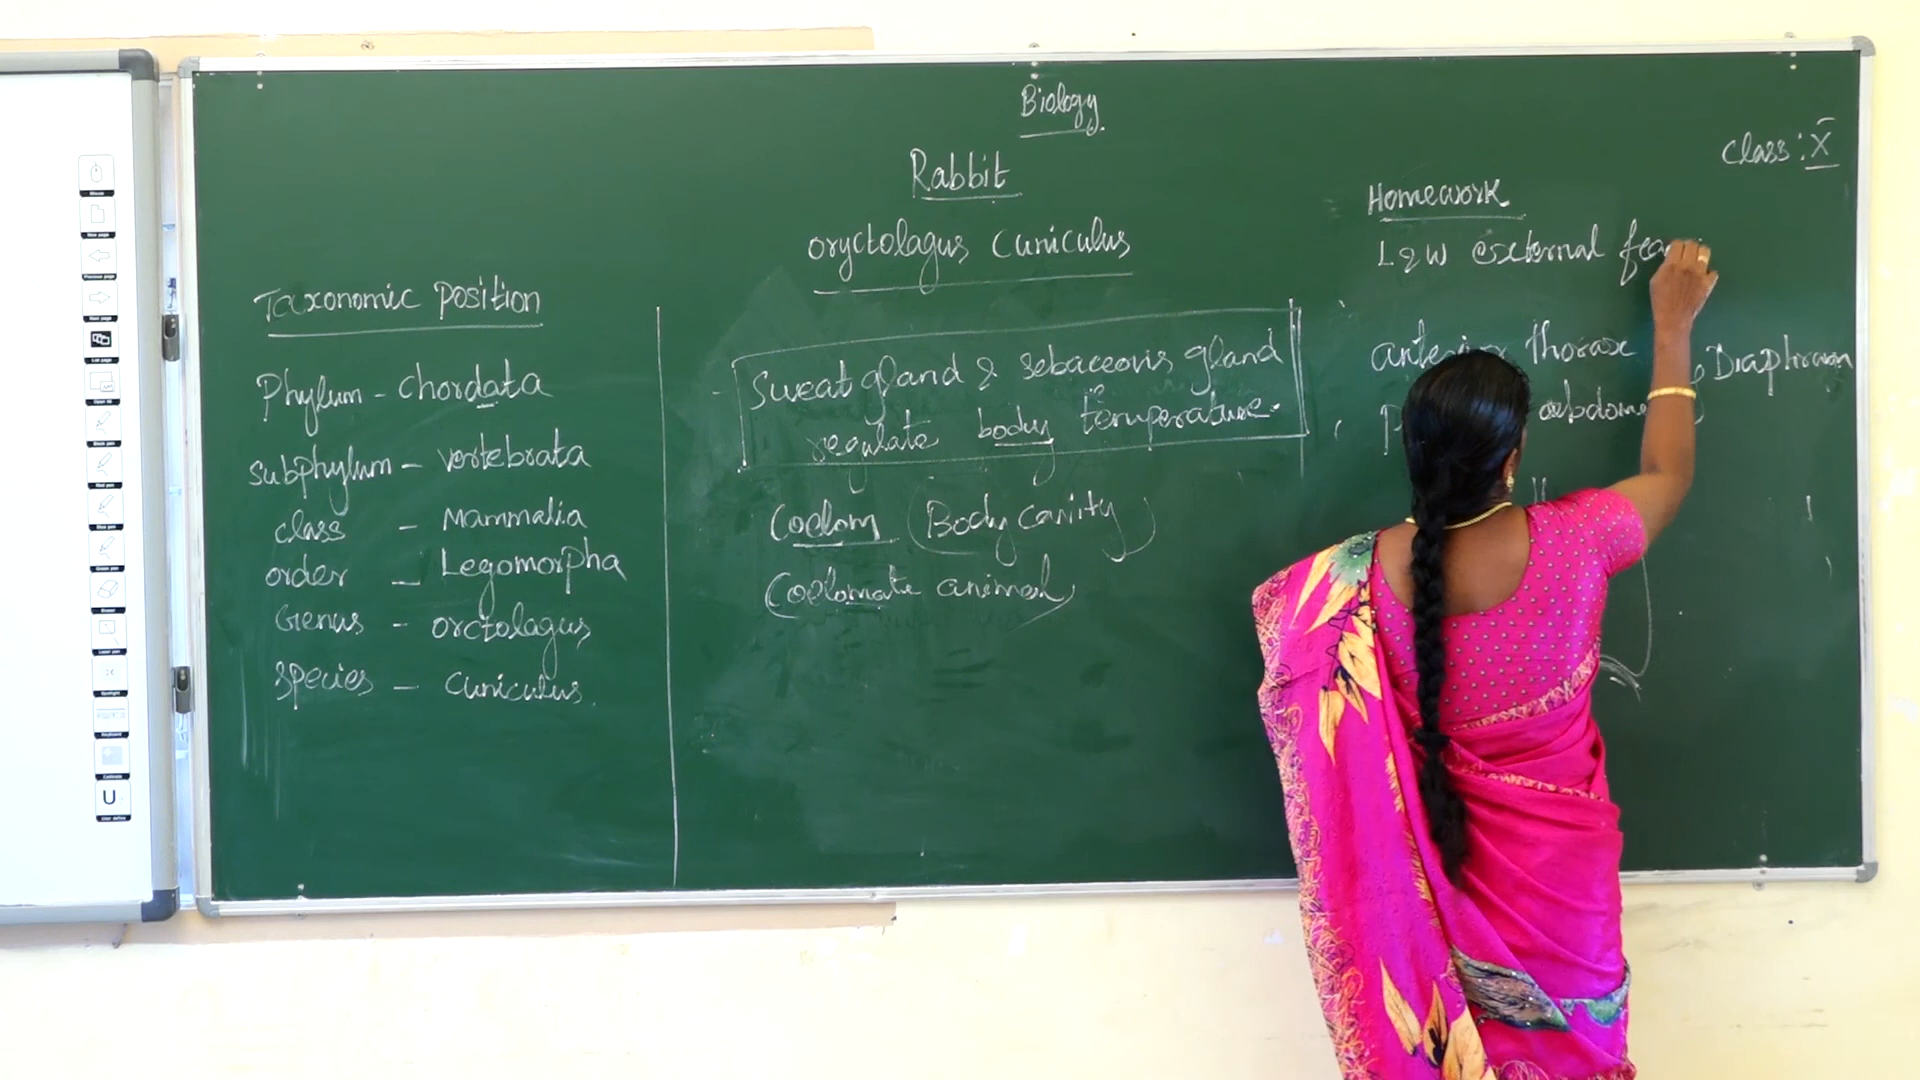 Biology
class : X
Rabbit
oryctolagus cuniculus
Taxonomic Position
Phylum - chordata
subphylum - vertebrata
class - Mammalia
order - Legomorpha
Genus - orctolagus
species - cuniculus.
Sweat gland & sebaceous gland
regulate body temperature.
Coelom (Body cavity)
(Coelomate animal)
Homework
L & W external fea
anterior thorax
Diaphragm
abdomen